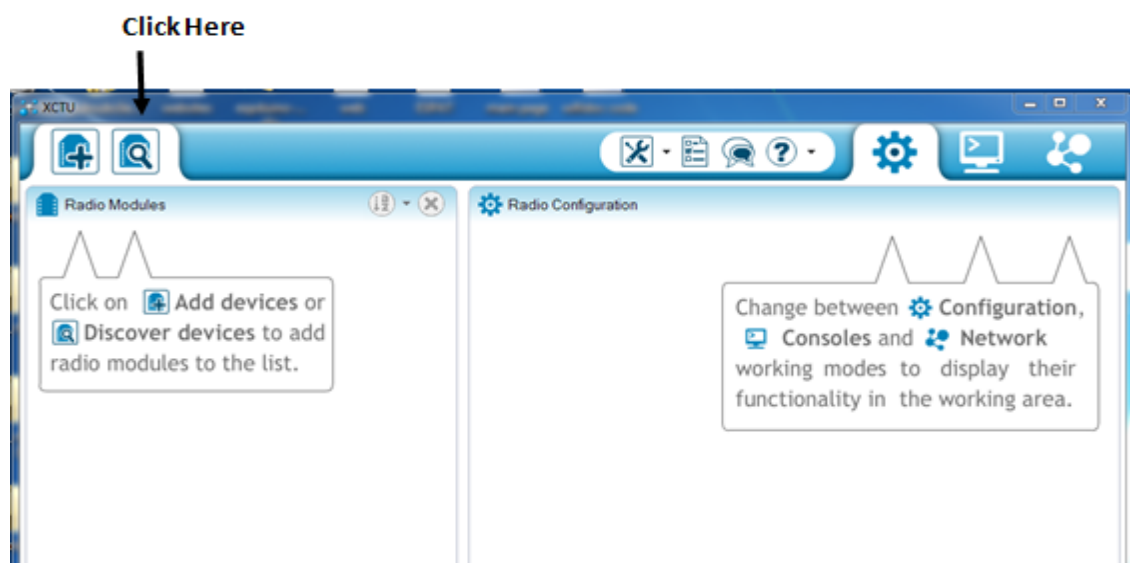 Click Here
XCTU
Radio Modules
Radio Configuration
Click on Add devices or
Discover devices to add
radio modules to the list.
Change between Configuration,
Consoles and Network
working modes to display their
functionality in the working area.